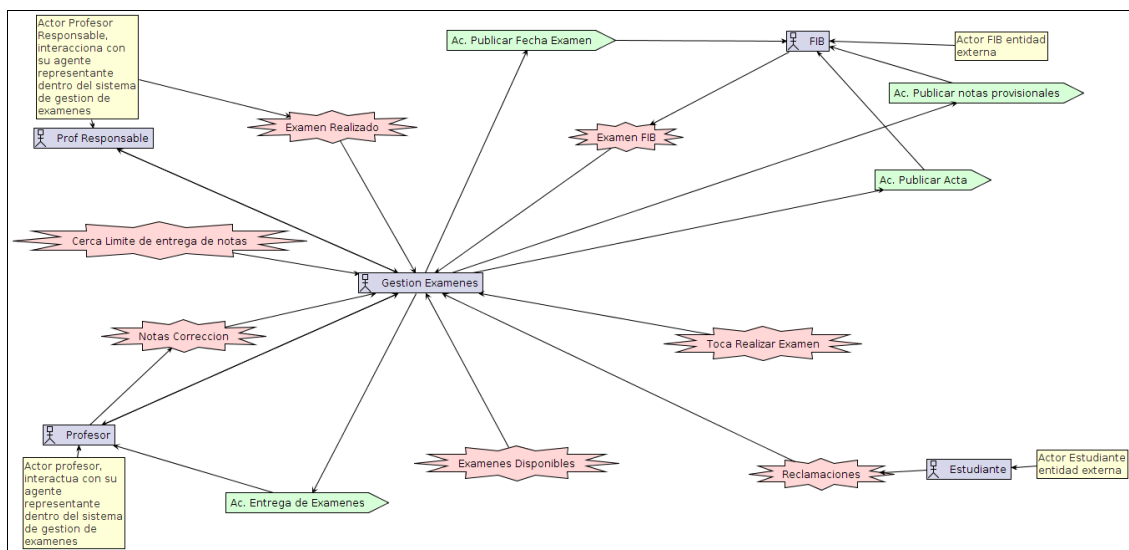 Actor Profesor
Responsable,
interacciona con
su agente
representante
dentro del sistema
de gestion de
examenes
Ac. Publicar Fecha Examen
FIB
Actor FIB entidad
externa
Ac. Publicar notas provisionales
Examen Realizado
Examen FIB
Prof Responsable
Ac. Publicar Acta
Cerca Limite de entrega de notas
Gestion Examenes
Notas Correccion
Toca Realizar Examen
Profesor
Actor profesor,
interactua con su
agente
representante
dentro del sistema
de gestion de
examenes
Examenes Disponibles
Reclamaciones
Estudiante
Actor Estudiante
entidad externa
Ac. Entrega de Examenes